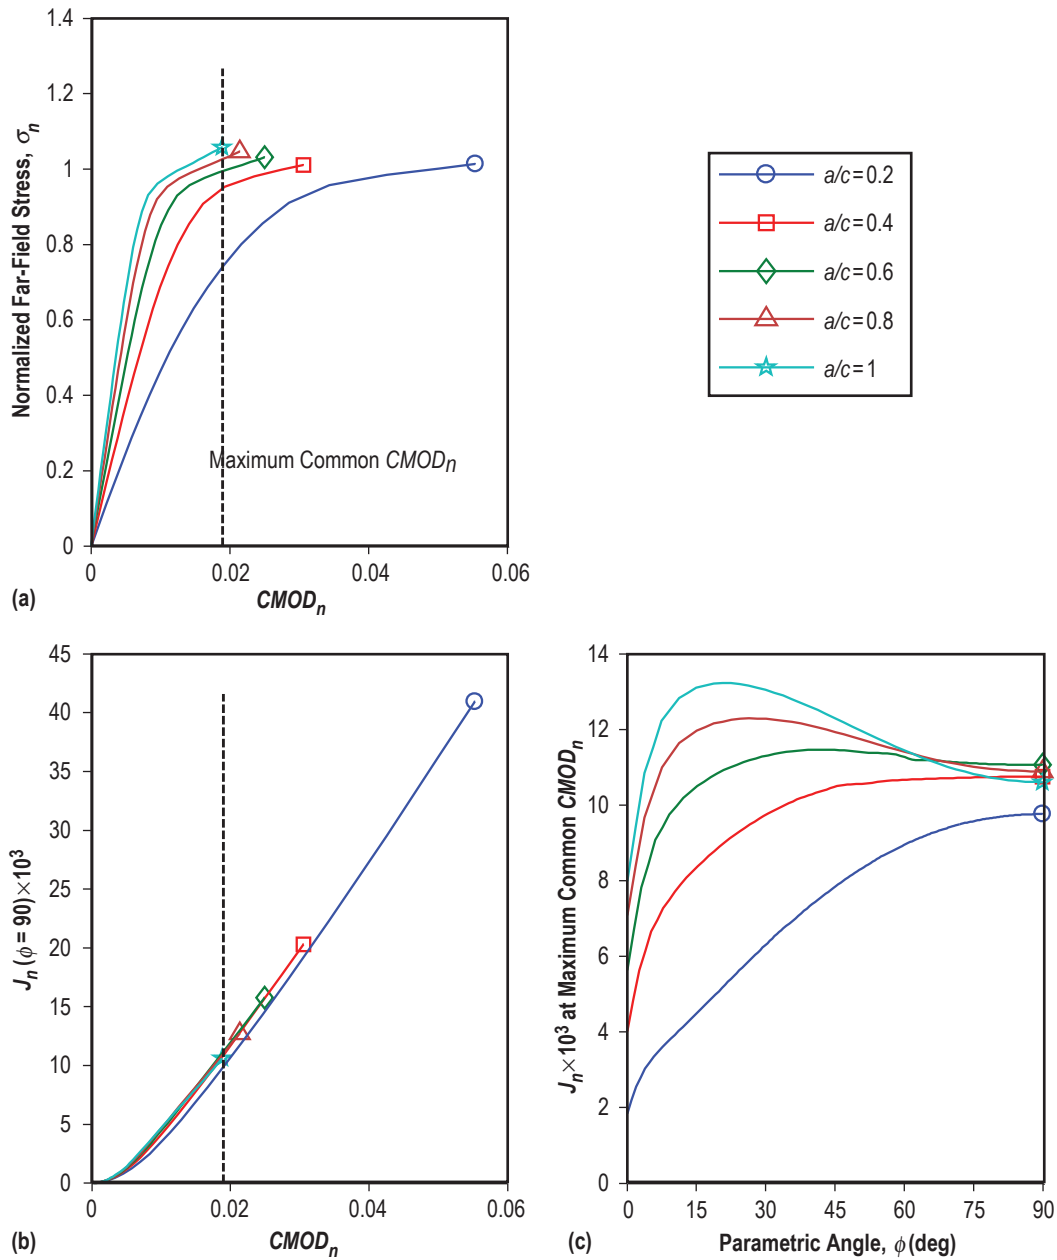 1.4
1.2
1
0.8
0.6
0.4
0.2
0
Normalized Far-Field Stress, σn
Maximum Common CMODn
0 0.02 0.04 0.06
CMODn
(a)
a/c=0.2
a/c=0.4
a/c=0.6
a/c=0.8
a/c=1
45
40
35
30
25
20
15
10
5
0
Jn (ϕ = 90)×10³
0 0.02 0.04 0.06
CMODn
(b)
14
12
10
8
6
4
2
0
Jn×10³ at Maximum Common CMODn
0 15 30 45 60 75 90
Parametric Angle, ϕ (deg)
(c)